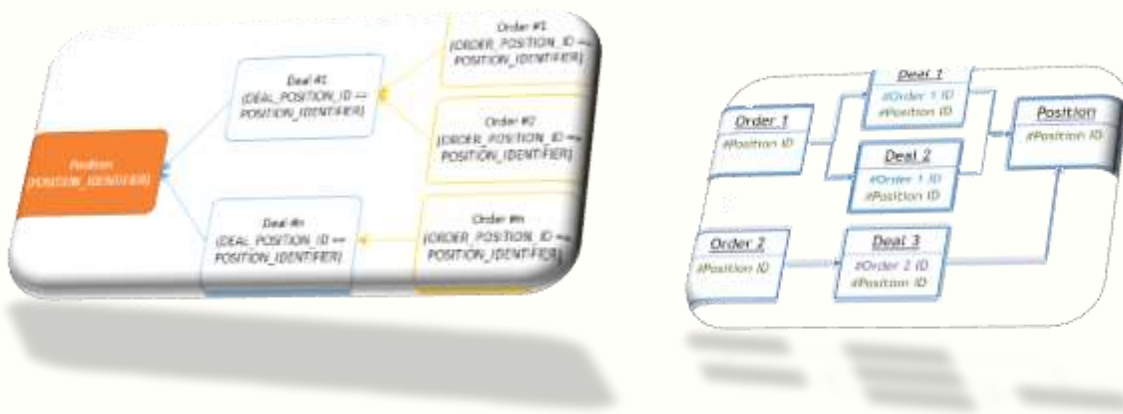 Order #1
(ORDER_POSITION_ID ==
POSITION_IDENTIFIER)
Deal #1
(DEAL_POSITION_ID ==
POSITION_IDENTIFIER)
Order #2
(ORDER_POSITION_ID ==
POSITION_IDENTIFIER)
Position
(POSITION_IDENTIFIER)
Deal #n
(DEAL_POSITION_ID ==
POSITION_IDENTIFIER)
Order #n
(ORDER_POSITION_ID ==
POSITION_IDENTIFIER)
Order 1
#Position ID
Deal 1
#Order 1 ID
#Position ID
Deal 2
#Order 1 ID
#Position ID
Position
#Position ID
Order 2
#Position ID
Deal 3
#Order 2 ID
#Position ID